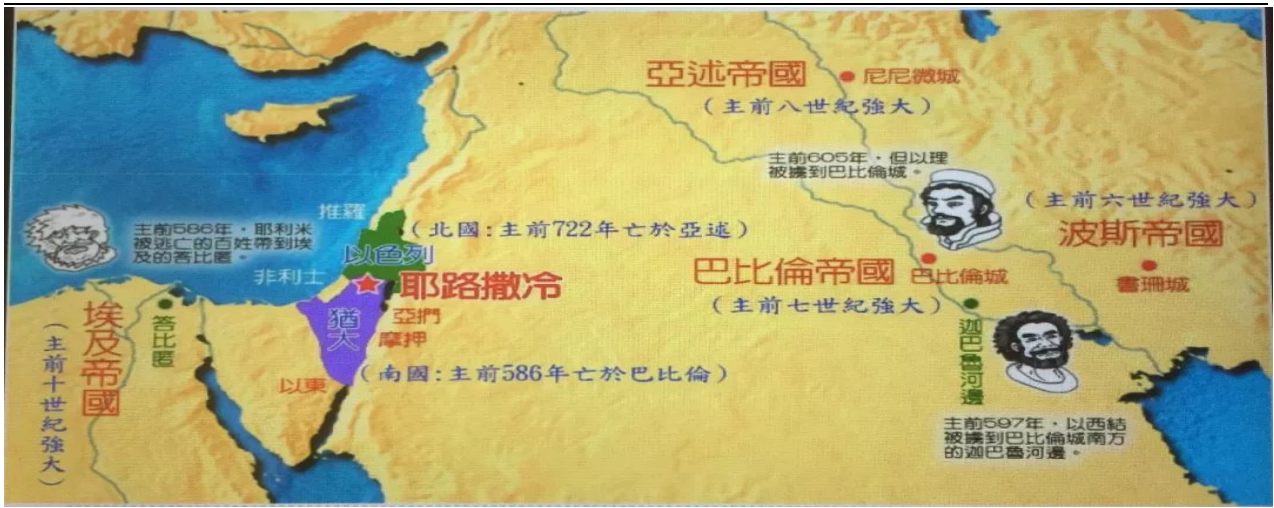 亞述帝國
尼尼微城
(主前八世紀強大)
主前605年,但以理
被擄到巴比倫城。
(主前六世紀強大)
波斯帝國
書珊城
推羅
(北國:主前722年亡於亞述)
主前586年,耶利米
被逃亡的百姓帶到埃
及的答比匿。
以色列
非利士
耶路撒冷
巴比倫帝國
巴比倫城
(主前七世紀強大)
埃及帝國
(主前十世紀強大)
答比匿
猶大
亞捫
摩押
以東
(南國:主前586年亡於巴比倫)
迦巴魯河邊
主前597年,以西結
被擄到巴比倫城南方
的迦巴魯河邊。